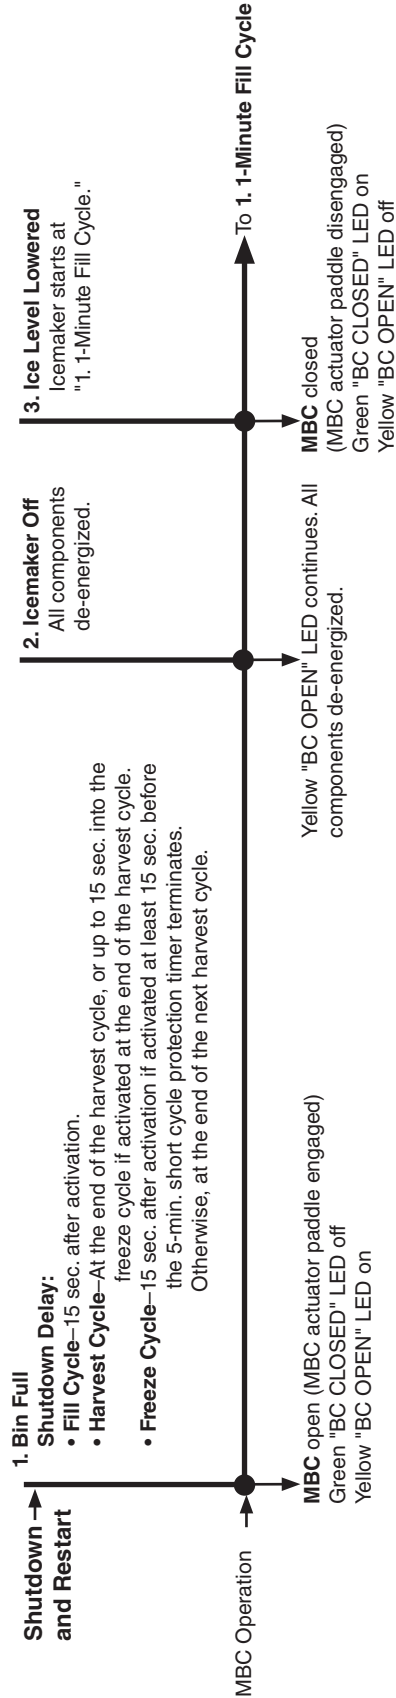 Shutdown
and Restart
1. Bin Full
Shutdown Delay:
• Fill Cycle–15 sec. after activation.
• Harvest Cycle–At the end of the harvest cycle, or up to 15 sec. into the
freeze cycle if activated at the end of the harvest cycle.
• Freeze Cycle–15 sec. after activation if activated at least 15 sec. before
the 5-min. short cycle protection timer terminates.
Otherwise, at the end of the next harvest cycle.
2. Icemaker Off
All components
de-energized.
3. Ice Level Lowered
Icemaker starts at
"1. 1-Minute Fill Cycle."
MBC Operation
To 1. 1-Minute Fill Cycle
MBC open (MBC actuator paddle engaged)
Green "BC CLOSED" LED off
Yellow "BC OPEN" LED on
Yellow "BC OPEN" LED continues. All
components de-energized.
MBC closed
(MBC actuator paddle disengaged)
Green "BC CLOSED" LED on
Yellow "BC OPEN" LED off